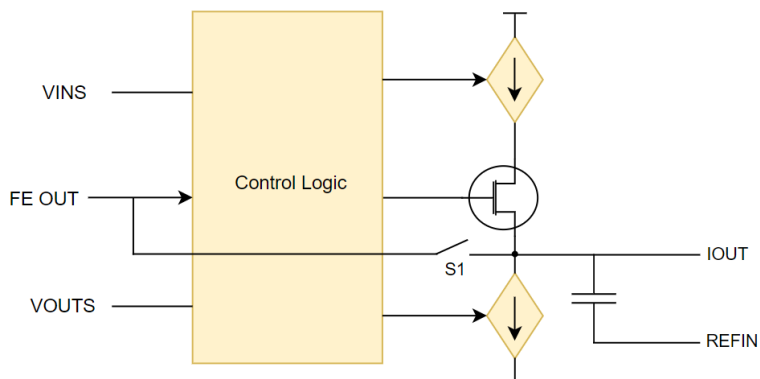 VINS
FE OUT
VOUTS
Control Logic
S1
IOUT
REFIN